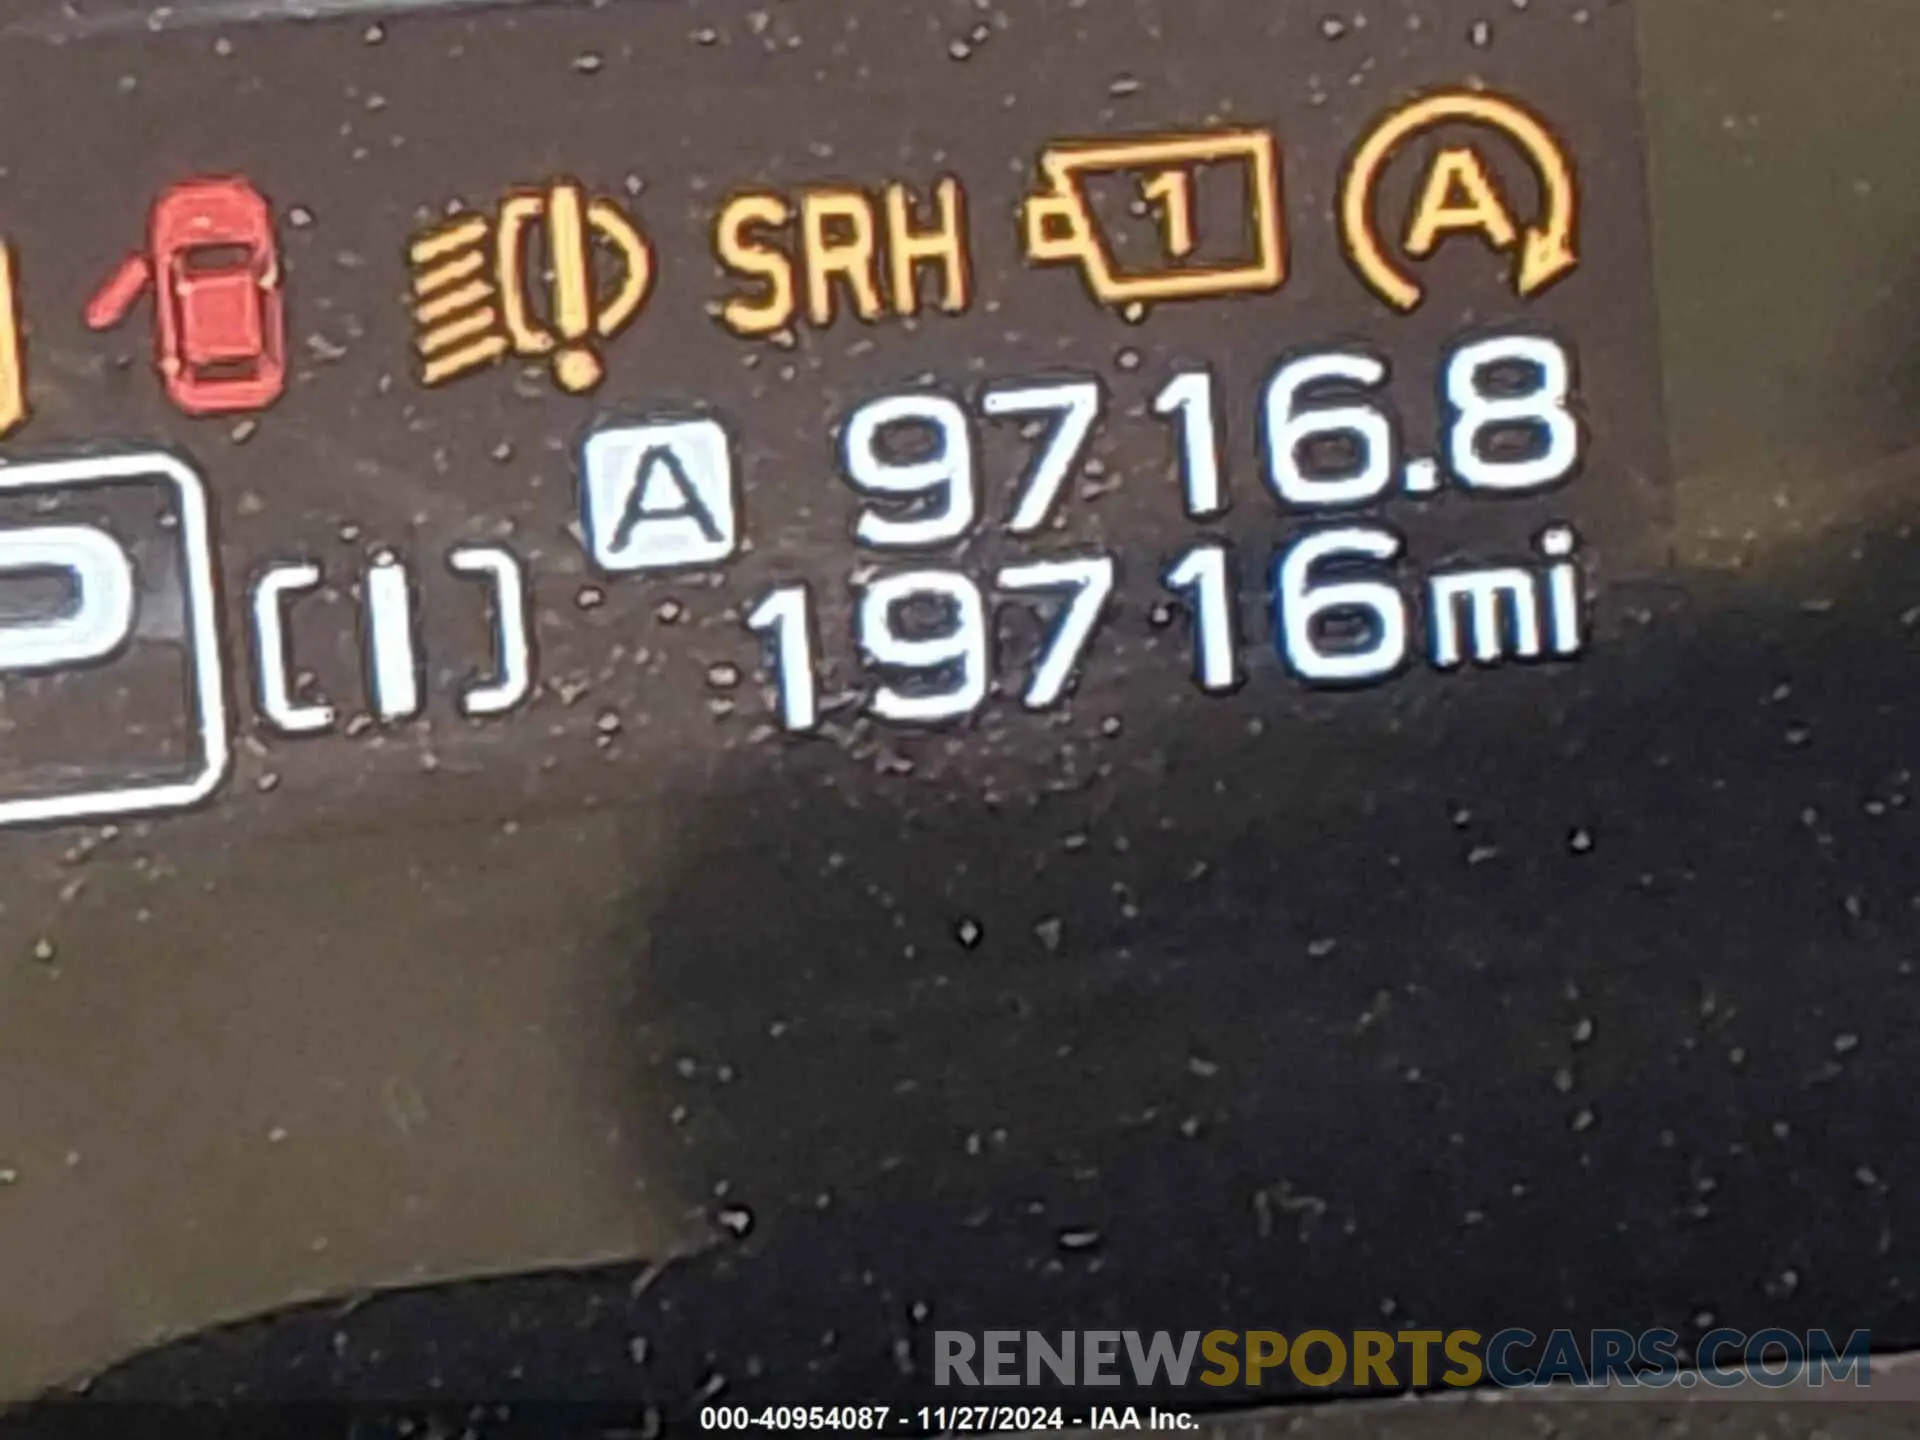 SRH 1 A
A 9716.8
P 19716mi
RENEWSPORTSCARS.COM
000-40954087 - 11/27/2024 - IAA Inc.